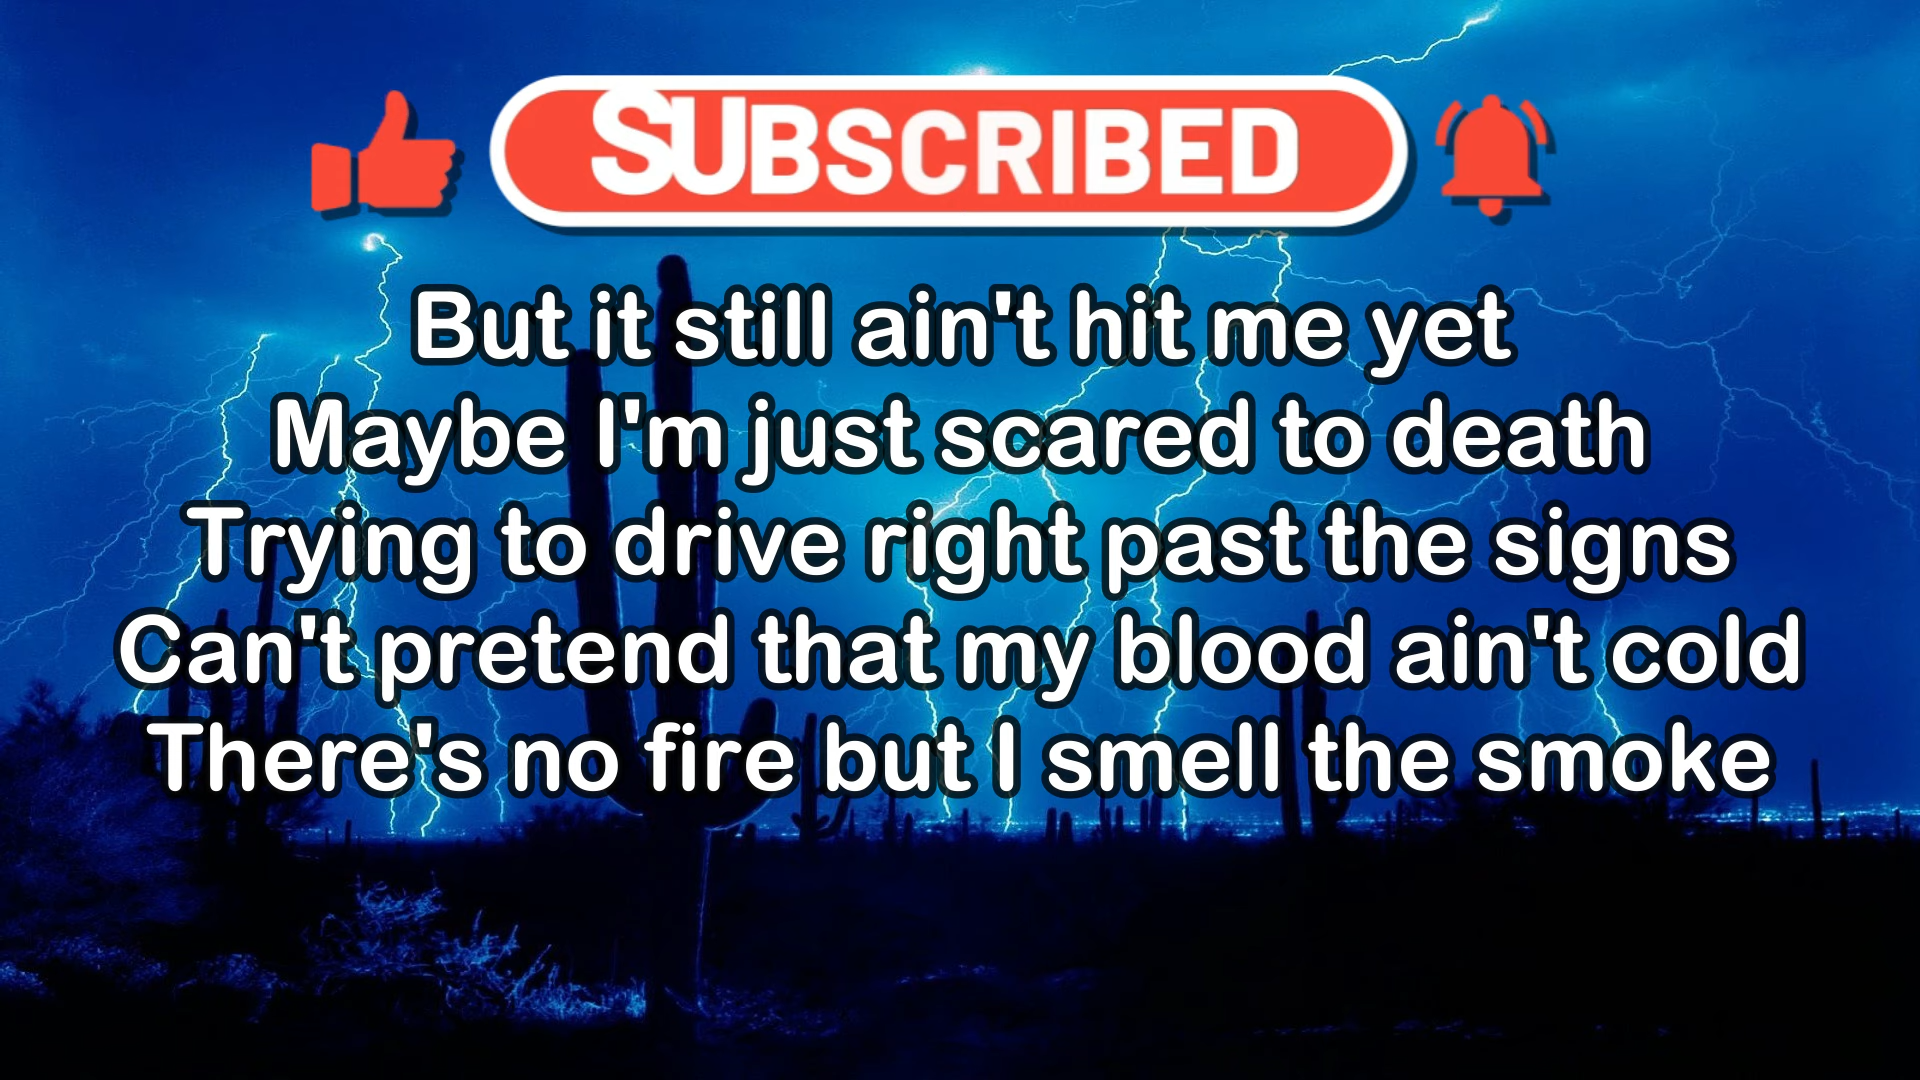 SUBSCRIBED
But it still ain't hit me yet
Maybe I'm just scared to death
Trying to drive right past the signs
Can't pretend that my blood ain't cold
There's no fire but I smell the smoke